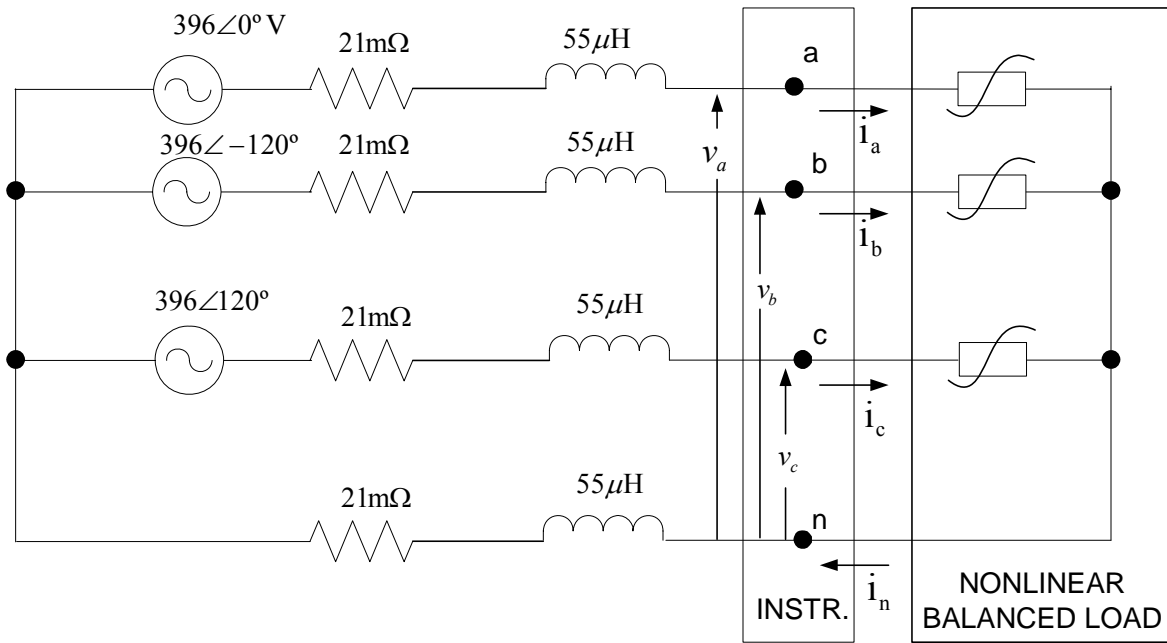 396∠0º V
21mΩ
55μH
a
i_a
396∠−120º
21mΩ
55μH
v_a
b
i_b
396∠120º
21mΩ
55μH
v_b
c
i_c
v_c
21mΩ
55μH
n
i_n
INSTR.
NONLINEAR
BALANCED LOAD